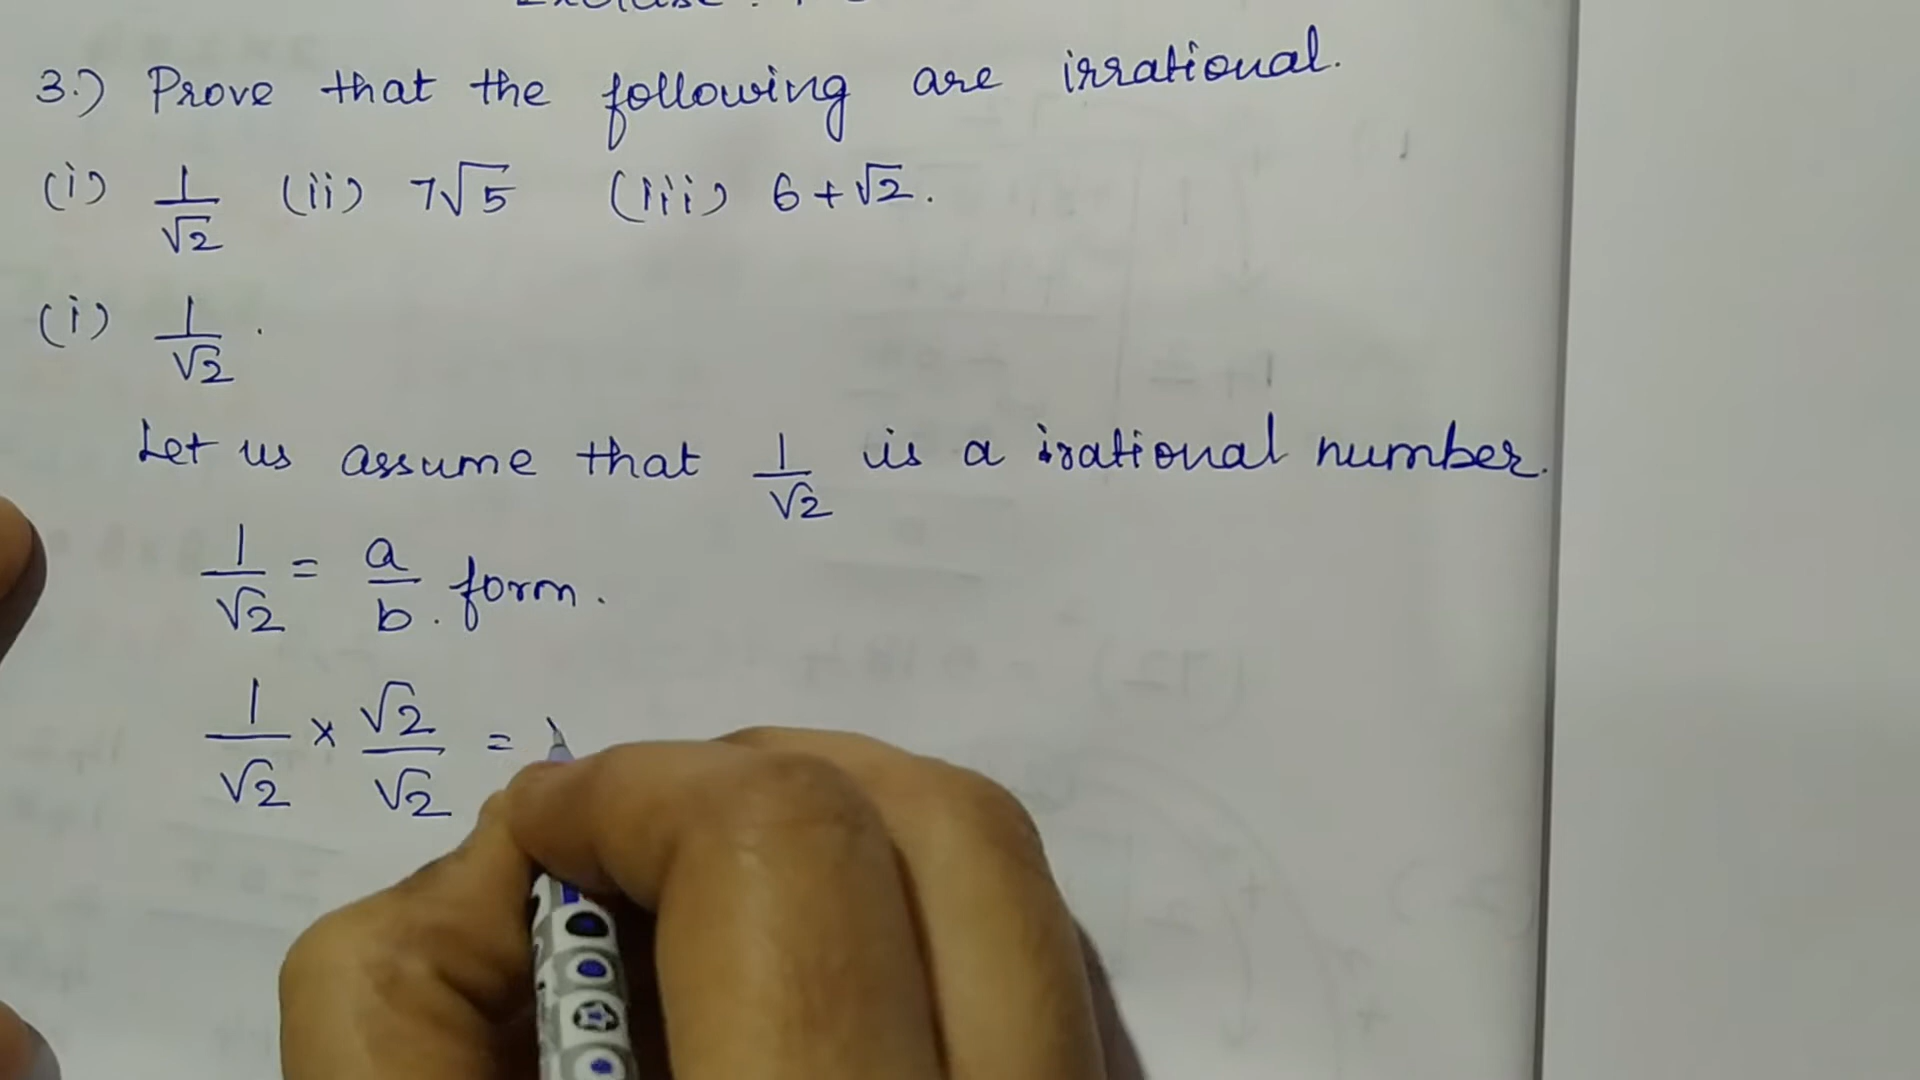 3.) Prove that the following are irrational.
(i) 1/√2 (ii) 7√5 (iii) 6+√2.
(i) 1/√2.
Let us assume that 1/√2 is a irational number.
1/√2 = a/b. form.
1/√2 × √2/√2 =